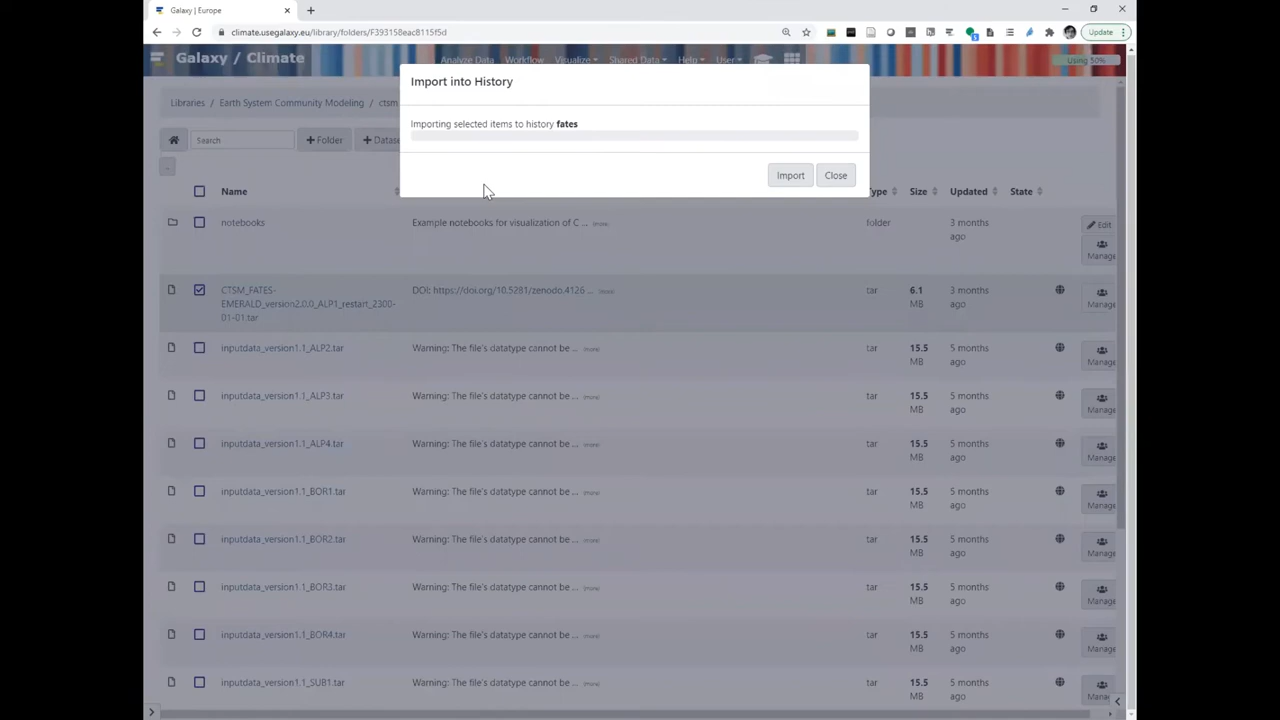 Galaxy | Europe
climate.usegalaxy.eu/library/folders/F393158eac8115f5d
Update
Galaxy / Climate
Analyze Data Workflow Visualize Shared Data Help User
Using 50%
Import into History
Libraries / Earth System Community Modeling / ctsm
Importing selected items to history fates
Search
+ Folder
+ Datase
..
Import
Close
Name
Type
Size
Updated
State
notebooks
Example notebooks for visualization of C ... (more)
folder
3 months
ago
Edit
Manage
CTSM_FATES-
EMERALD_version2.0.0_ALP1_restart_2300-
01-01.tar
DOI: https://doi.org/10.5281/zenodo.4126 ... (more)
tar
6.1
MB
3 months
ago
Manage
inputdata_version1.1_ALP2.tar
Warning: The file's datatype cannot be ... (more)
tar
15.5
MB
5 months
ago
Manage
inputdata_version1.1_ALP3.tar
Warning: The file's datatype cannot be ... (more)
tar
15.5
MB
5 months
ago
Manage
inputdata_version1.1_ALP4.tar
Warning: The file's datatype cannot be ... (more)
tar
15.5
MB
5 months
ago
Manage
inputdata_version1.1_BOR1.tar
Warning: The file's datatype cannot be ... (more)
tar
15.5
MB
5 months
ago
Manage
inputdata_version1.1_BOR2.tar
Warning: The file's datatype cannot be ... (more)
tar
15.5
MB
5 months
ago
Manage
inputdata_version1.1_BOR3.tar
Warning: The file's datatype cannot be ... (more)
tar
15.5
MB
5 months
ago
Manage
inputdata_version1.1_BOR4.tar
Warning: The file's datatype cannot be ... (more)
tar
15.5
MB
5 months
ago
Manage
inputdata_version1.1_SUB1.tar
Warning: The file's datatype cannot be ... (more)
tar
15.5
MB
5 months
ago
Manage